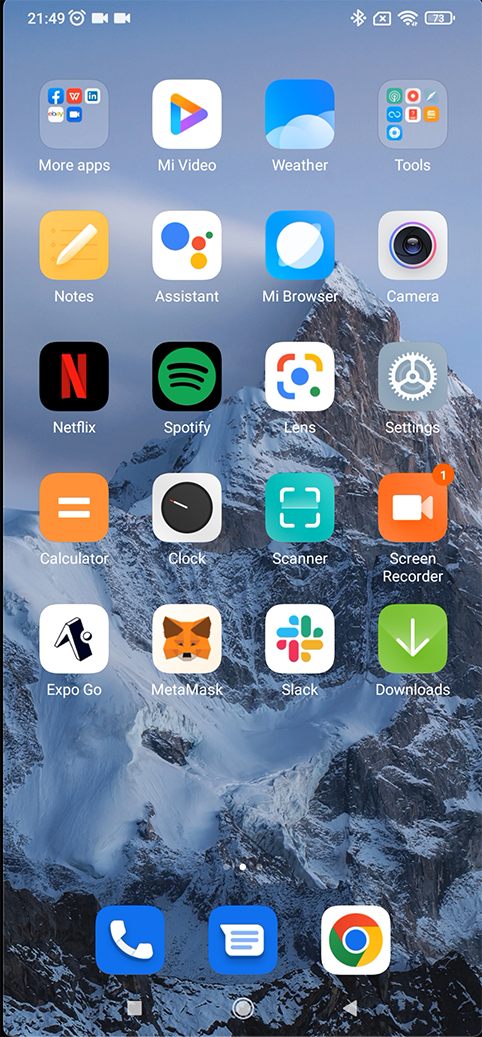 21:49
73
ebay
More apps
Mi Video
Weather
Tools
Notes
Assistant
Mi Browser
Camera
N
Netflix
Spotify
Lens
Settings
1
Calculator
Clock
Scanner
Screen
Recorder
Expo Go
MetaMask
Slack
Downloads